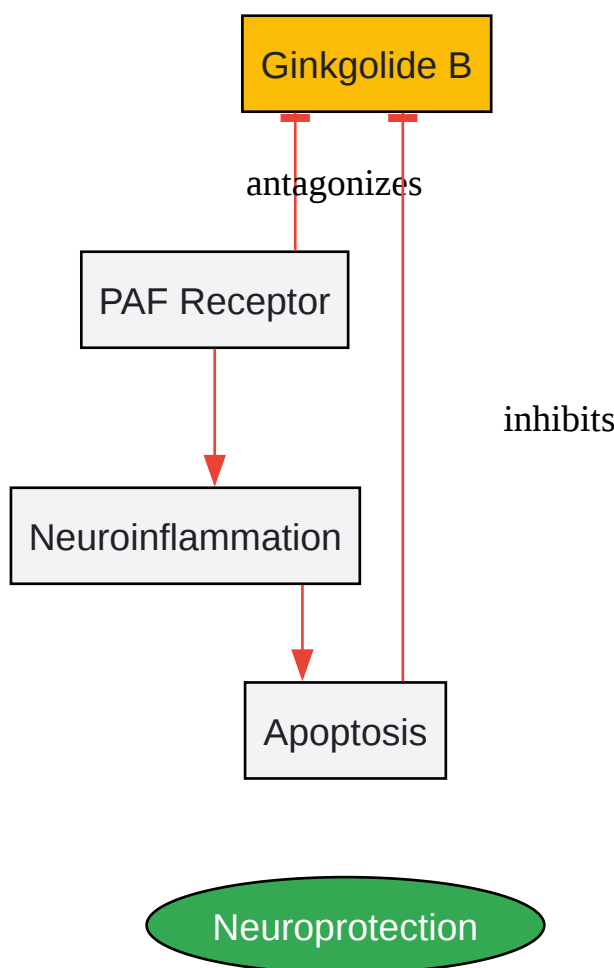 Ginkgolide B
antagonizes
PAF Receptor
inhibits
Neuroinflammation
Apoptosis
Neuroprotection